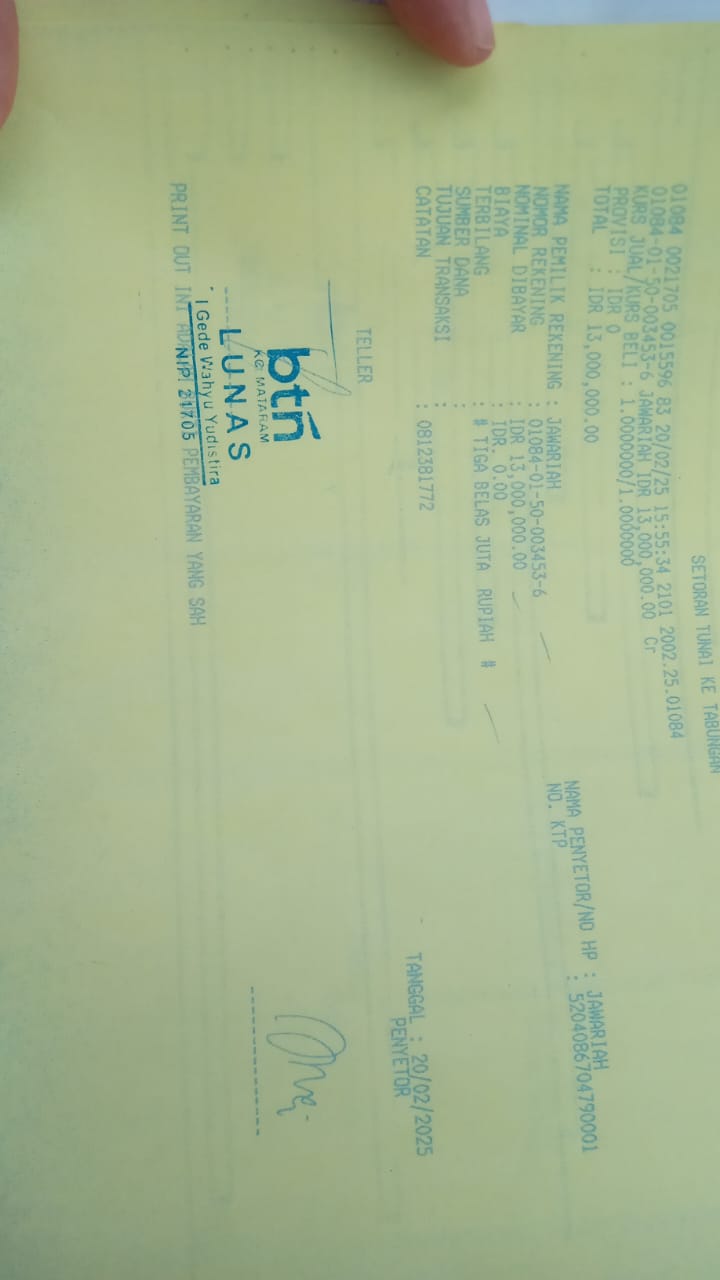 SETORAN TUNAI KE TABUNGAN
01084 0021705 0015596 83 20/02/25 15:55:34 2101 2002.25.01084
01084-01-50-003453-6 JAWARIAH IDR 13,000,000.00 Cr
KURS JUAL/KURS BELI : 1.0000000/1.0000000
PROVISI : IDR 0
TOTAL : IDR 13,000,000.00
NAMA PEMILIK REKENING : JAWARIAH
NOMOR REKENING : 01084-01-50-003453-6
NOMINAL DIBAYAR : IDR 13,000,000.00
BIAYA : IDR. 0.00
TERBILANG : # TIGA BELAS JUTA RUPIAH #
SUMBER DANA :
TUJUAN TRANSAKSI :
CATATAN : 0812381772
NAMA PENYETOR/NO HP : JAWARIAH
NO. KTP : 5204086704790001
TANGGAL : 20/02/2025
TELLER
PENYETOR
btn
KC MATARAM
LUNAS
I Gede Wahyu Yudistira
NIP. 21705
PRINT OUT INI PEMBAYARAN YANG SAH